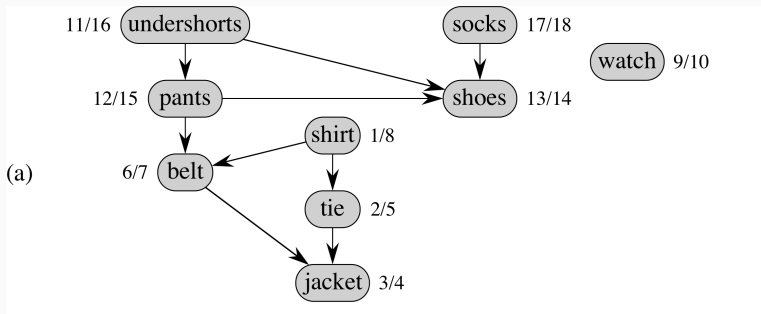 11/16 undershorts socks 17/18
watch 9/10
12/15 pants shoes 13/14
shirt 1/8
(a) 6/7 belt
tie 2/5
jacket 3/4